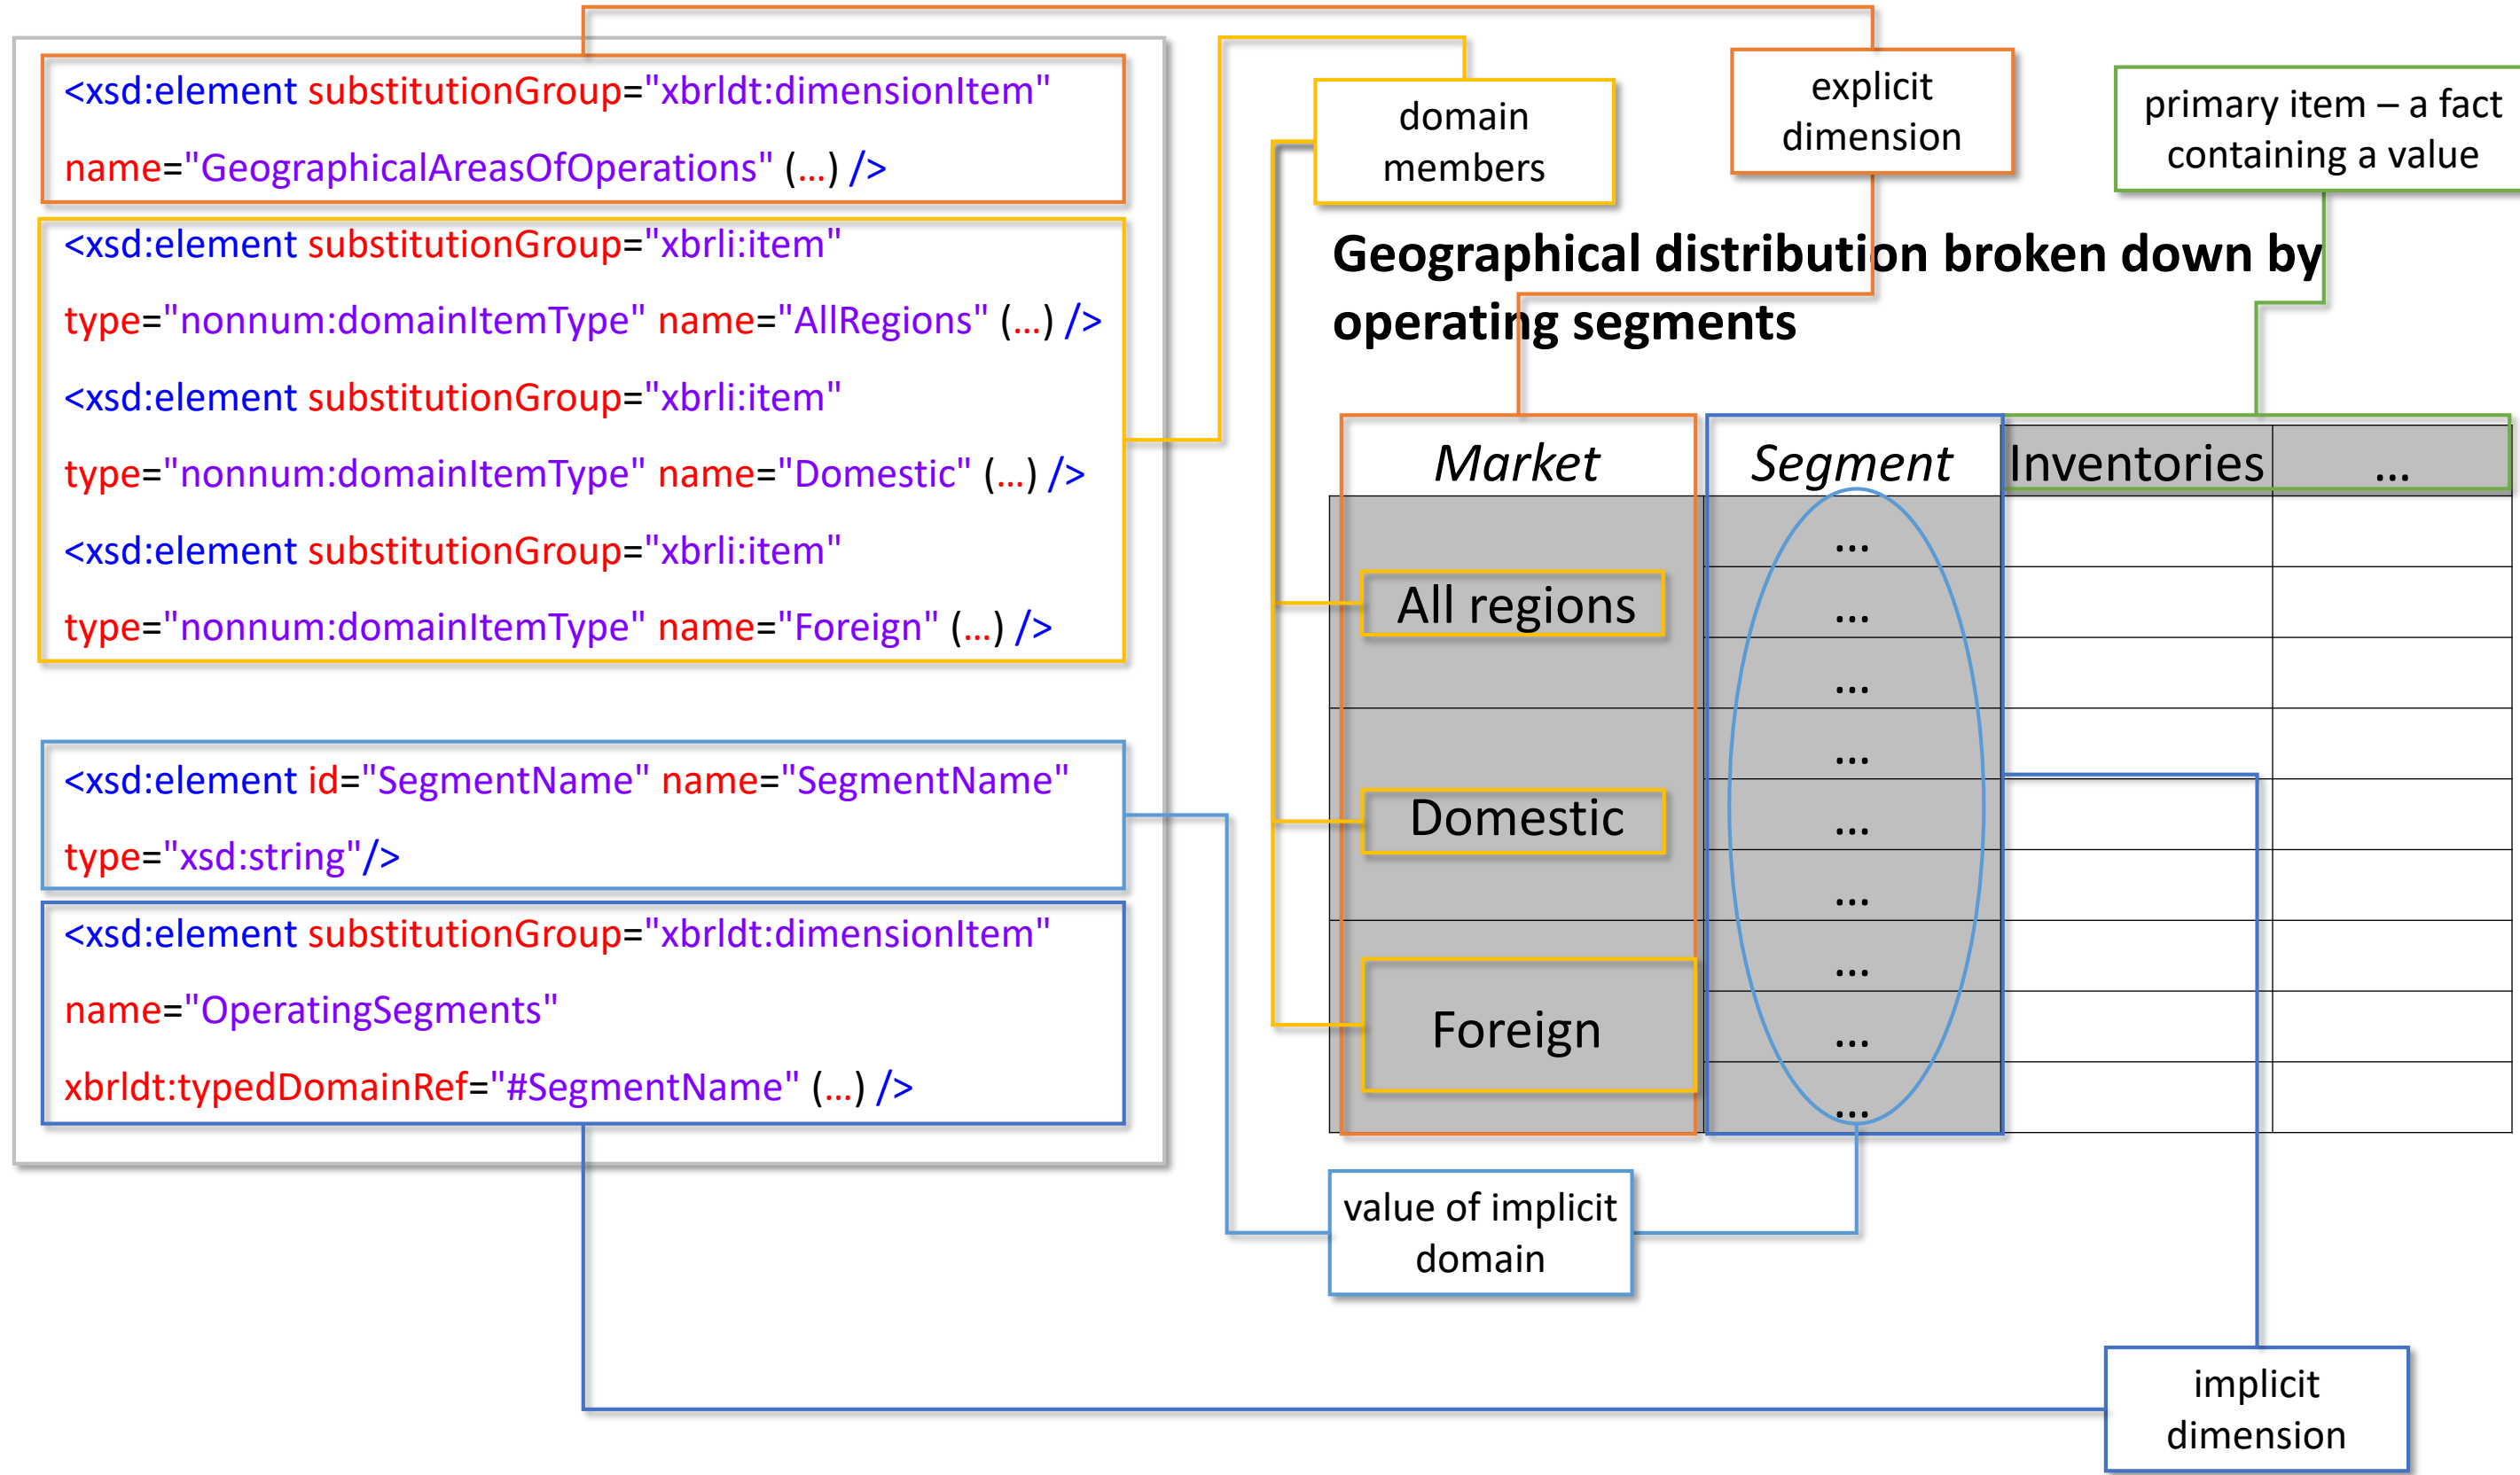 <xsd:element substitutionGroup="xbrldt:dimensionItem"
name="GeographicalAreasOfOperations" (...) />
<xsd:element substitutionGroup="xbrli:item"
type="nonnum:domainItemType" name="AllRegions" (...) />
<xsd:element substitutionGroup="xbrli:item"
type="nonnum:domainItemType" name="Domestic" (...) />
<xsd:element substitutionGroup="xbrli:item"
type="nonnum:domainItemType" name="Foreign" (...) />
<xsd:element id="SegmentName" name="SegmentName"
type="xsd:string"/>
<xsd:element substitutionGroup="xbrldt:dimensionItem"
name="OperatingSegments"
xbrldt:typedDomainRef="#SegmentName" (...) />
domain
members
explicit
dimension
primary item – a fact
containing a value
Geographical distribution broken down by
operating segments
Market Segment Inventories ...
...
All regions ...
...
...
Domestic ...
...
...
Foreign ...
...
value of implicit
domain
implicit
dimension